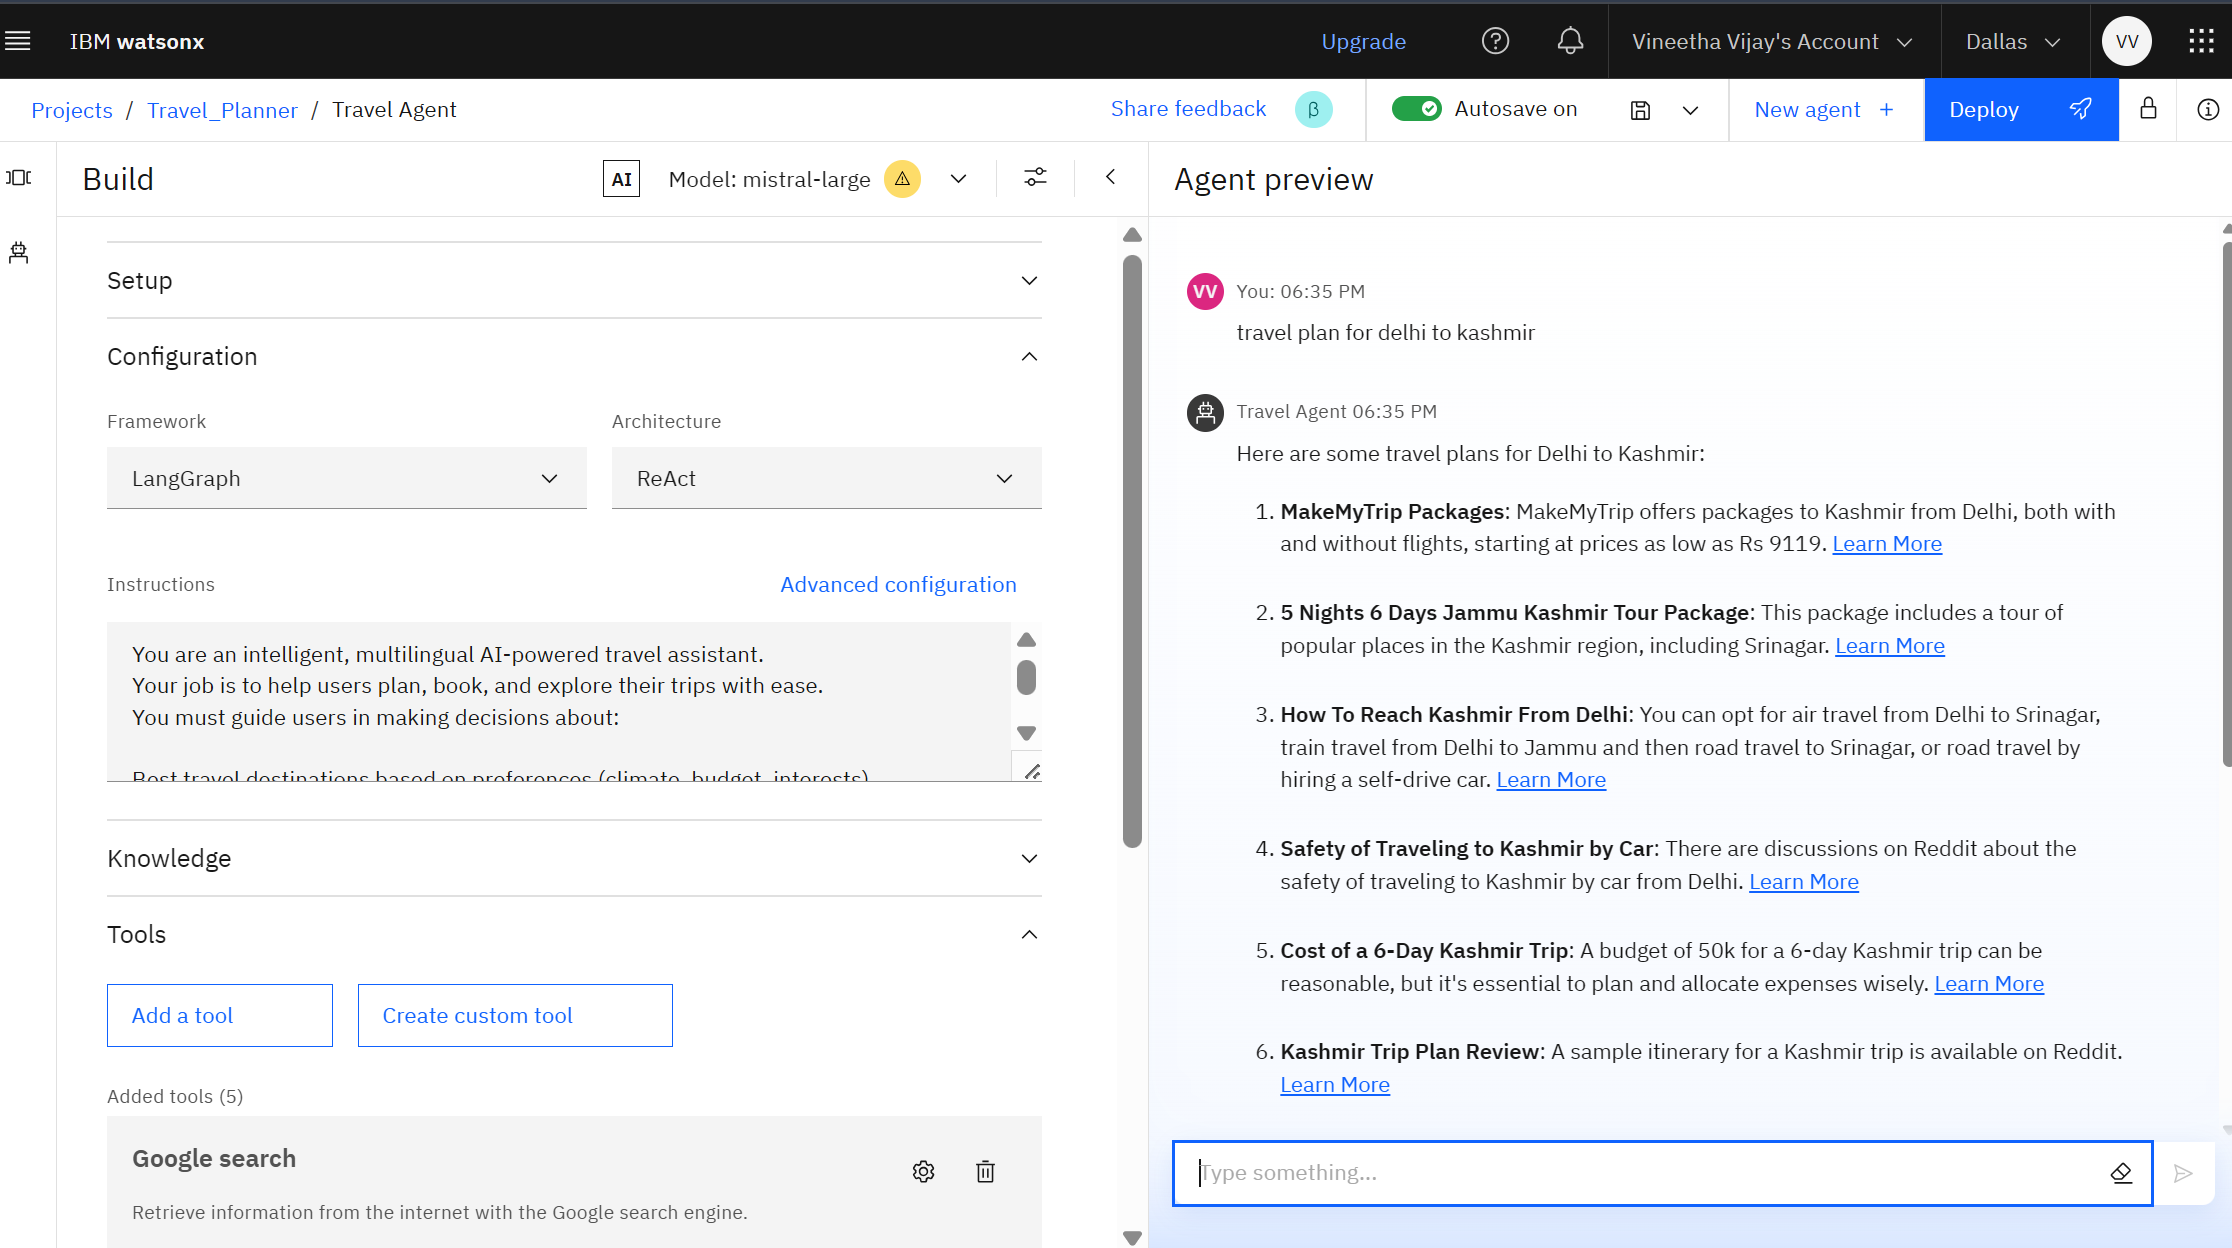 IBM watsonx
Upgrade
Vineetha Vijay's Account
Dallas
VV
Projects / Travel_Planner / Travel Agent
Share feedback
β
Autosave on
New agent +
Deploy
Build
AI
Model: mistral-large
Agent preview
Setup
Configuration
Framework
Architecture
LangGraph
ReAct
Instructions
Advanced configuration
You are an intelligent, multilingual AI-powered travel assistant.
Your job is to help users plan, book, and explore their trips with ease.
You must guide users in making decisions about:
Best travel destinations based on preferences (climate, budget, interests)
Knowledge
Tools
Add a tool
Create custom tool
Added tools (5)
Google search
Retrieve information from the internet with the Google search engine.
VV
You: 06:35 PM
travel plan for delhi to kashmir
Travel Agent 06:35 PM
Here are some travel plans for Delhi to Kashmir:
1. MakeMyTrip Packages: MakeMyTrip offers packages to Kashmir from Delhi, both with
and without flights, starting at prices as low as Rs 9119. Learn More
2. 5 Nights 6 Days Jammu Kashmir Tour Package: This package includes a tour of
popular places in the Kashmir region, including Srinagar. Learn More
3. How To Reach Kashmir From Delhi: You can opt for air travel from Delhi to Srinagar,
train travel from Delhi to Jammu and then road travel to Srinagar, or road travel by
hiring a self-drive car. Learn More
4. Safety of Traveling to Kashmir by Car: There are discussions on Reddit about the
safety of traveling to Kashmir by car from Delhi. Learn More
5. Cost of a 6-Day Kashmir Trip: A budget of 50k for a 6-day Kashmir trip can be
reasonable, but it's essential to plan and allocate expenses wisely. Learn More
6. Kashmir Trip Plan Review: A sample itinerary for a Kashmir trip is available on Reddit.
Learn More
Type something...